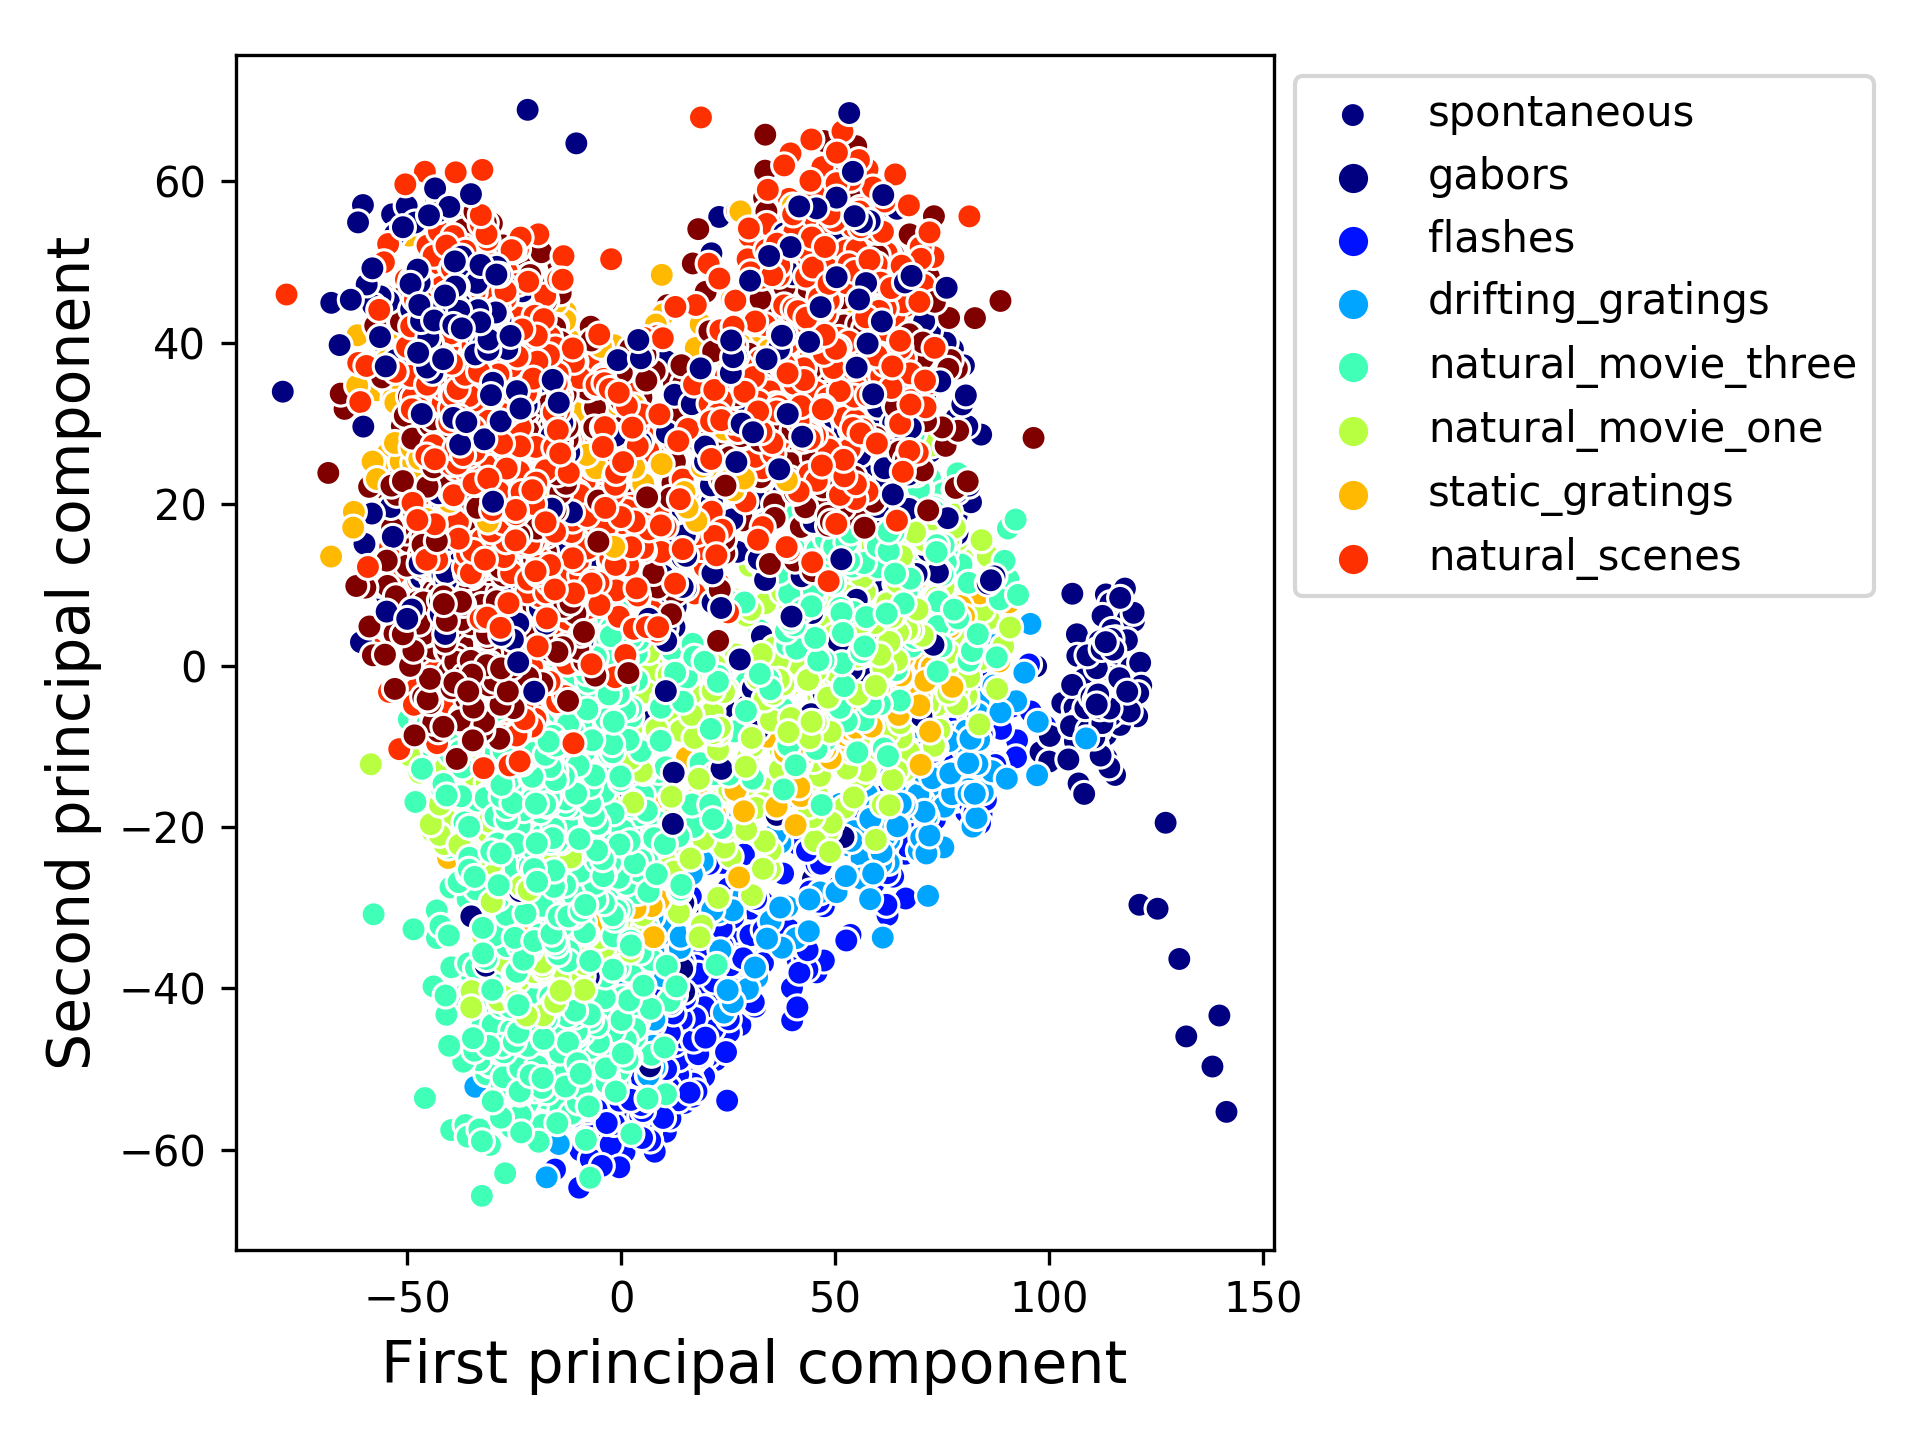 60
40
20
0
−20
−40
−60
Second principal component
−50
0
50
100
150
First principal component
spontaneous
gabors
flashes
drifting_gratings
natural_movie_three
natural_movie_one
static_gratings
natural_scenes